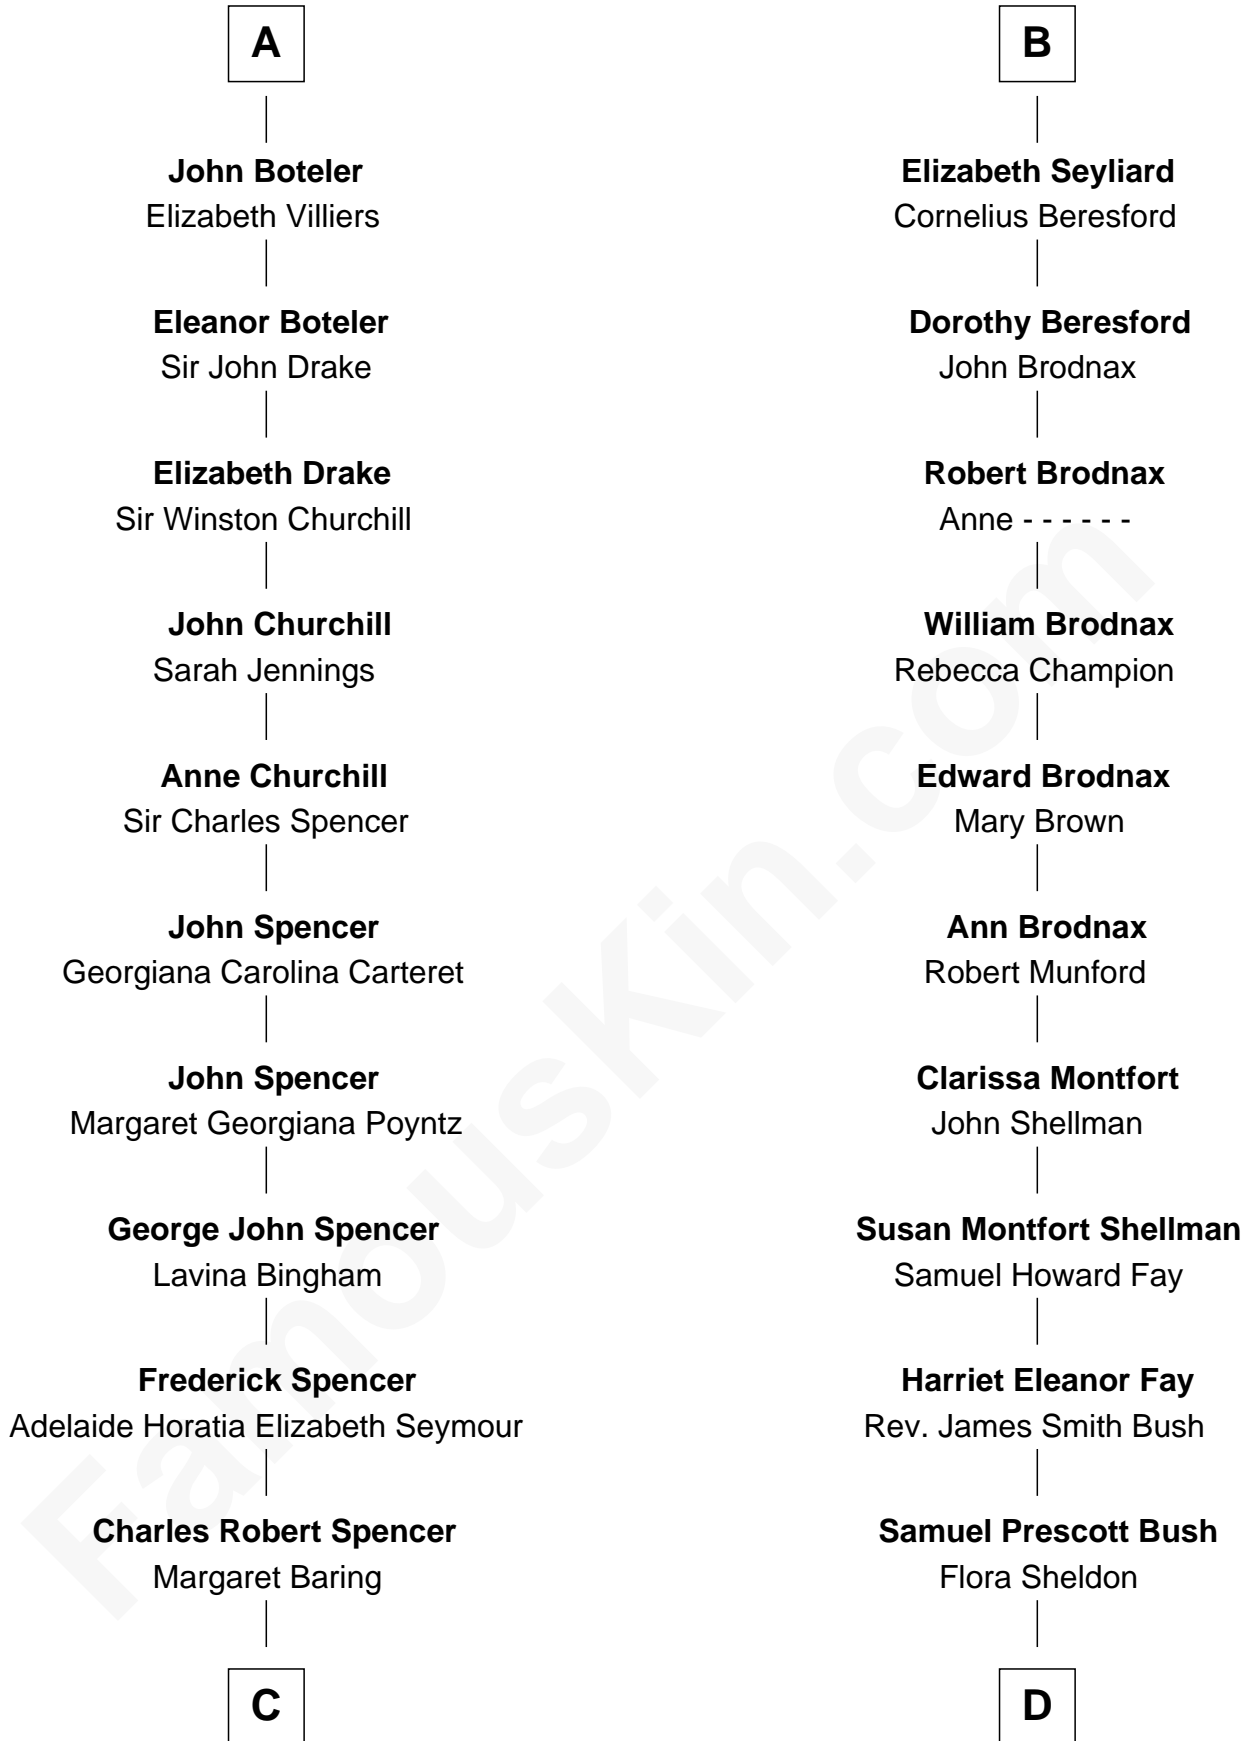 A
John Boteler
Elizabeth Villiers
Eleanor Boteler
Sir John Drake
Elizabeth Drake
Sir Winston Churchill
John Churchill
Sarah Jennings
Anne Churchill
Sir Charles Spencer
John Spencer
Georgiana Carolina Carteret
John Spencer
Margaret Georgiana Poyntz
George John Spencer
Lavina Bingham
Frederick Spencer
Adelaide Horatia Elizabeth Seymour
Charles Robert Spencer
Margaret Baring
C
B
Elizabeth Seyliard
Cornelius Beresford
Dorothy Beresford
John Brodnax
Robert Brodnax
Anne - - - - - -
William Brodnax
Rebecca Champion
Edward Brodnax
Mary Brown
Ann Brodnax
Robert Munford
Clarissa Montfort
John Shellman
Susan Montfort Shellman
Samuel Howard Fay
Harriet Eleanor Fay
Rev. James Smith Bush
Samuel Prescott Bush
Flora Sheldon
D
FamousKin.com